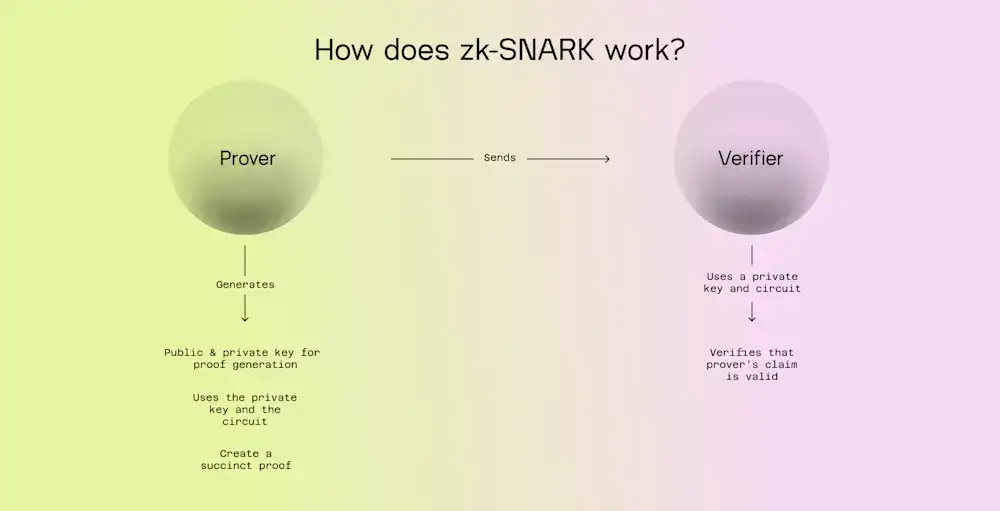 How does zk-SNARK work?
Prover
Sends
Verifier
Generates
Public & private key for
proof generation
Uses the private
key and the
circuit
Create a
succinct proof
Uses a private
key and circuit
Verifies that
prover's claim
is valid